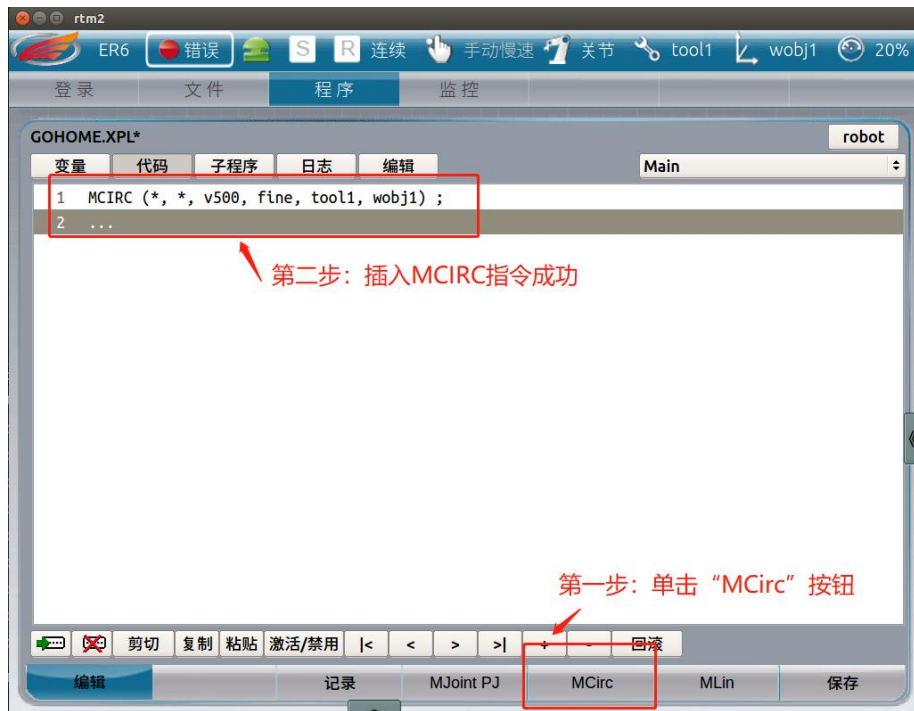 rtm2
ER6 错误 S R 连续 手动慢速 关节 tool1 wobj1 20%
登录 文件 程序 监控
GOHOME.XPL* robot
变量 代码 子程序 日志 编辑 Main
1 MCIRC (*, *, v500, fine, tool1, wobj1) ;
2 ...
第二步：插入MCIRC指令成功
第一步：单击“MCirc”按钮
剪切 复制 粘贴 激活/禁用 |< < > >| + - 回滚
编辑 记录 MJoint PJ MCirc MLin 保存